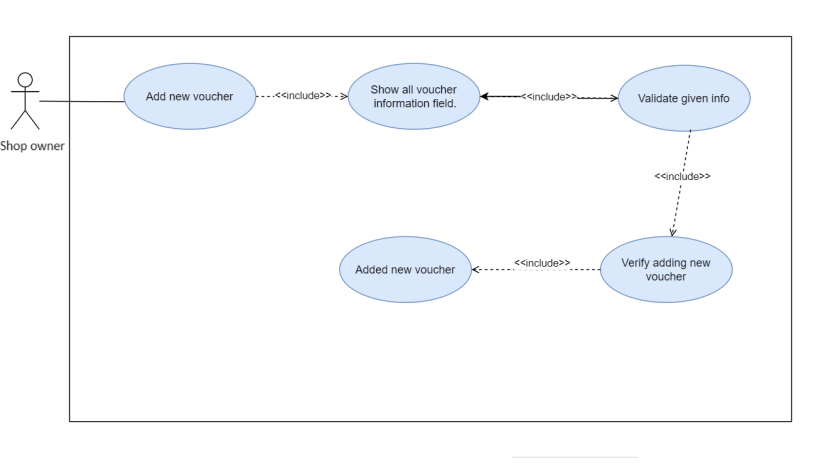 Add new voucher
<<include>>
Show all voucher
information field.
<<include>>
Validate given info
Shop owner
<<include>>
Added new voucher
<<include>>
Verify adding new
voucher